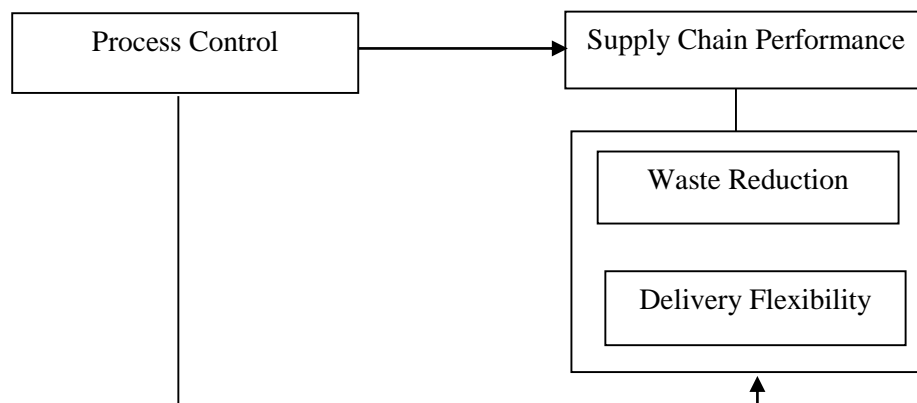 Process Control
Supply Chain Performance
Waste Reduction
Delivery Flexibility